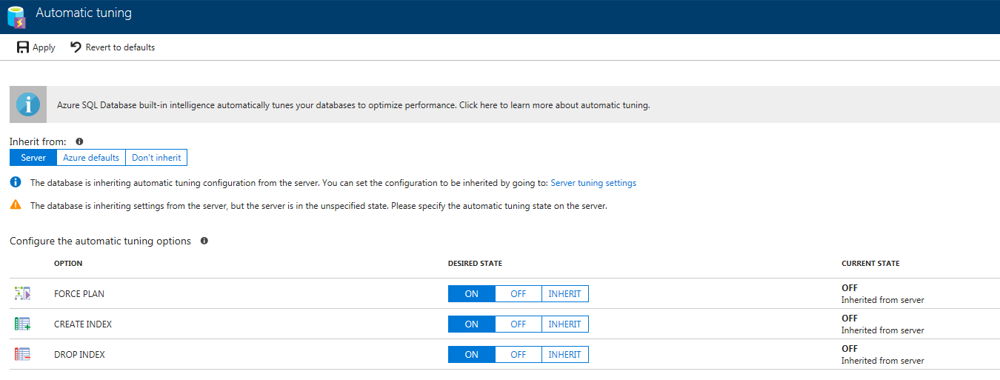 Automatic tuning
Apply Revert to defaults
Azure SQL Database built-in intelligence automatically tunes your databases to optimize performance. Click here to learn more about automatic tuning.
Inherit from:
Server Azure defaults Don't inherit
The database is inheriting automatic tuning configuration from the server. You can set the configuration to be inherited by going to: Server tuning settings
The database is inheriting settings from the server, but the server is in the unspecified state. Please specify the automatic tuning state on the server.
Configure the automatic tuning options
OPTION DESIRED STATE CURRENT STATE
FORCE PLAN ON OFF INHERIT OFF
Inherited from server
CREATE INDEX ON OFF INHERIT OFF
Inherited from server
DROP INDEX ON OFF INHERIT OFF
Inherited from server